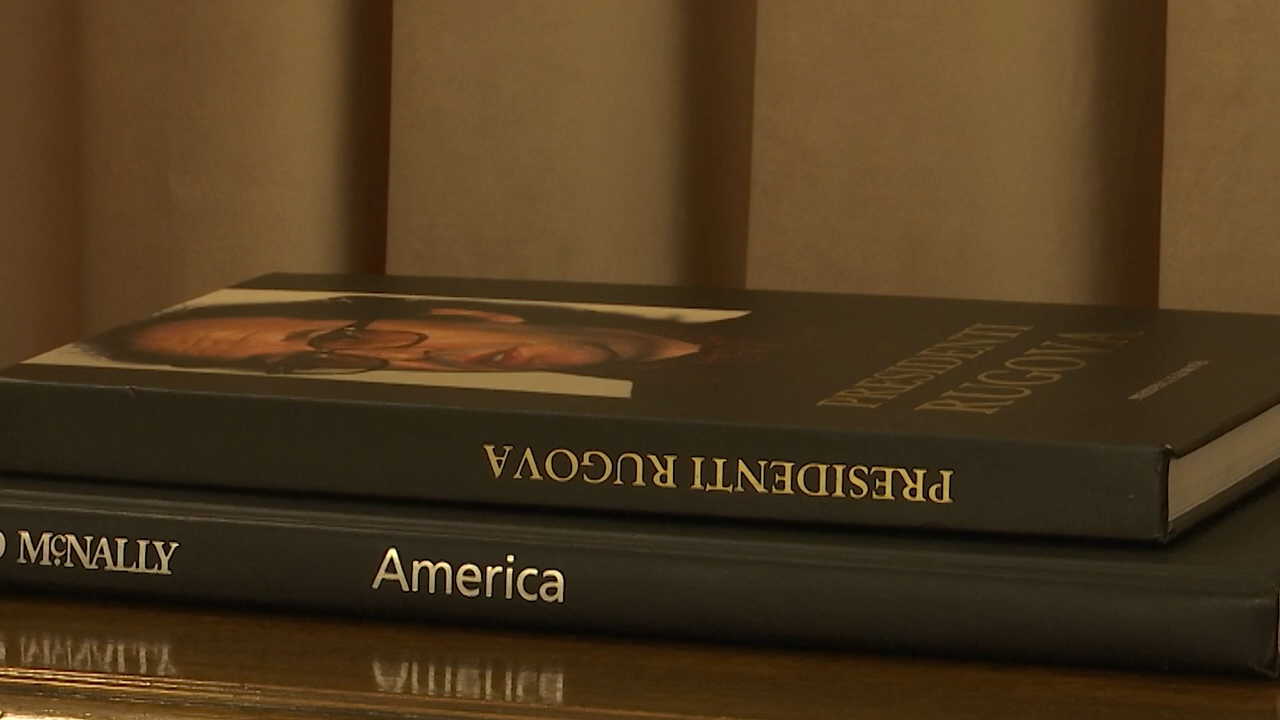 PRESIDENTI
RUGOVA
PRESIDENTI RUGOVA
McNALLY
America